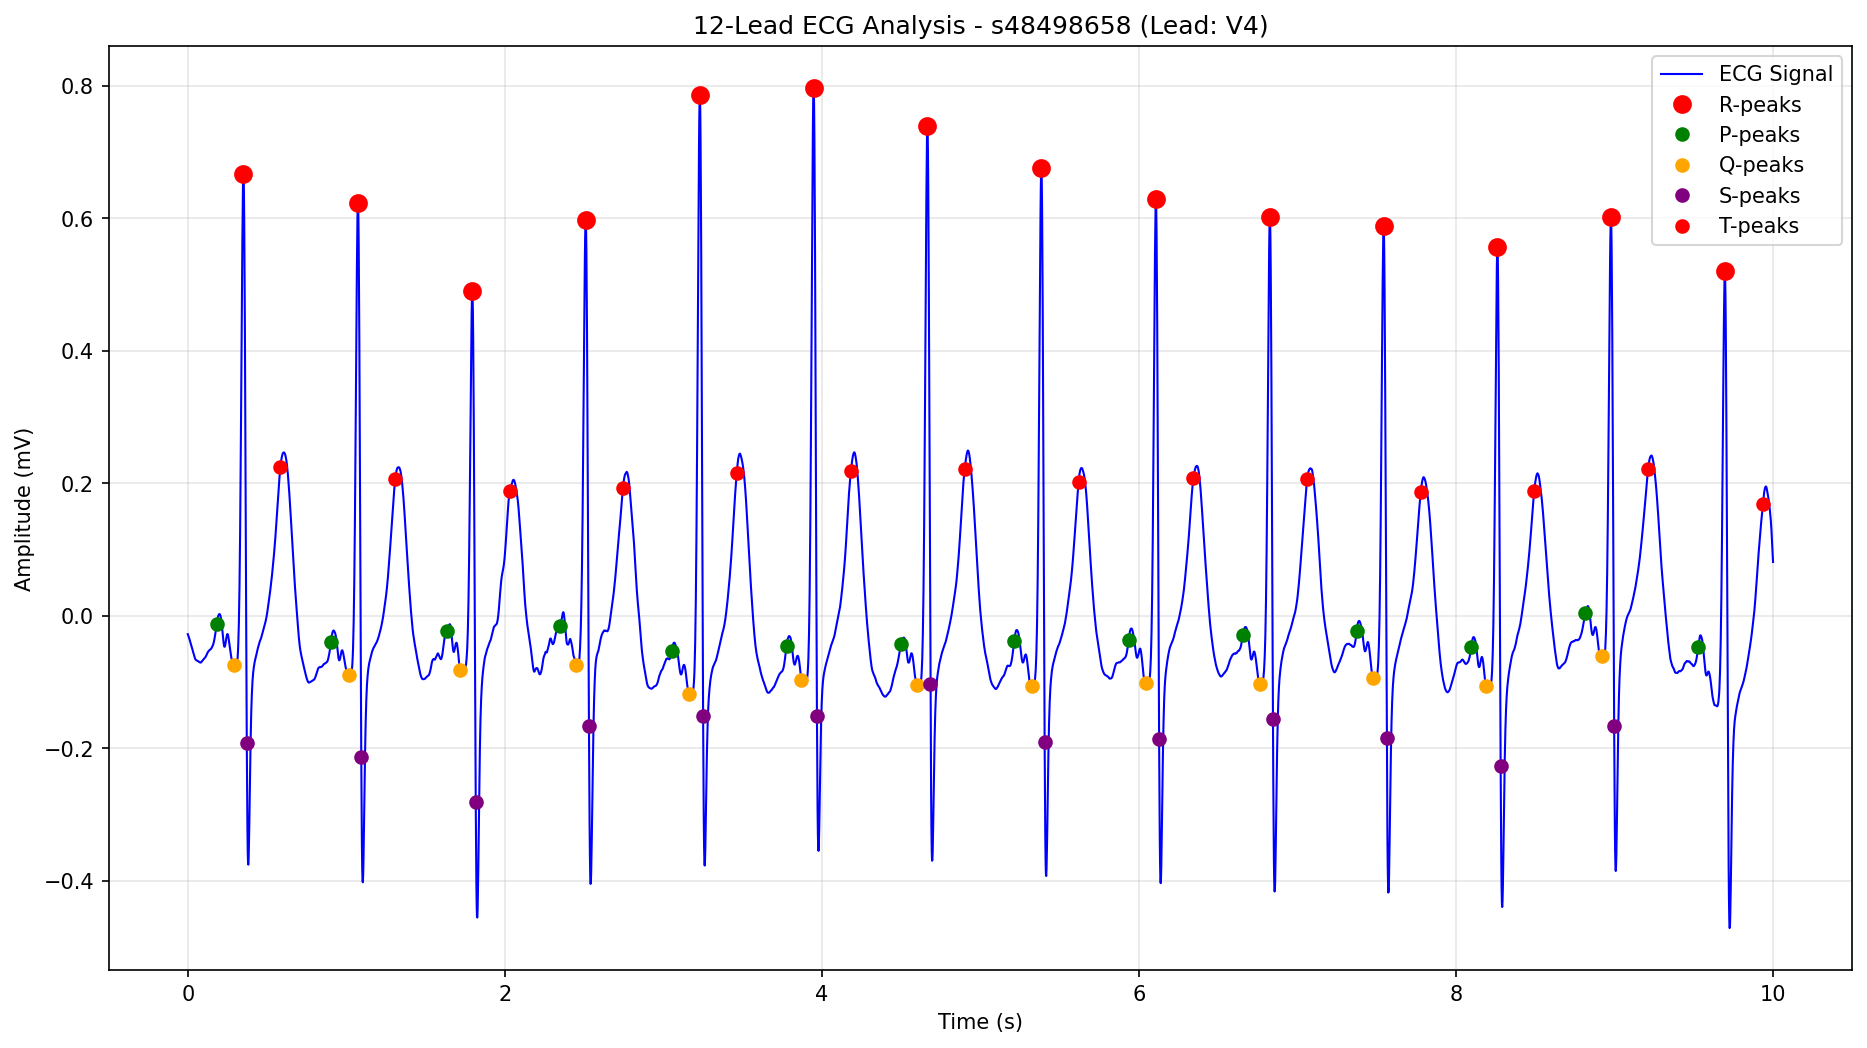 12-Lead ECG Analysis - s48498658 (Lead: V4)
ECG Signal
R-peaks
P-peaks
Q-peaks
S-peaks
T-peaks
Amplitude (mV)
0.8
0.6
0.4
0.2
0.0
−0.2
−0.4
0 2 4 6 8 10
Time (s)